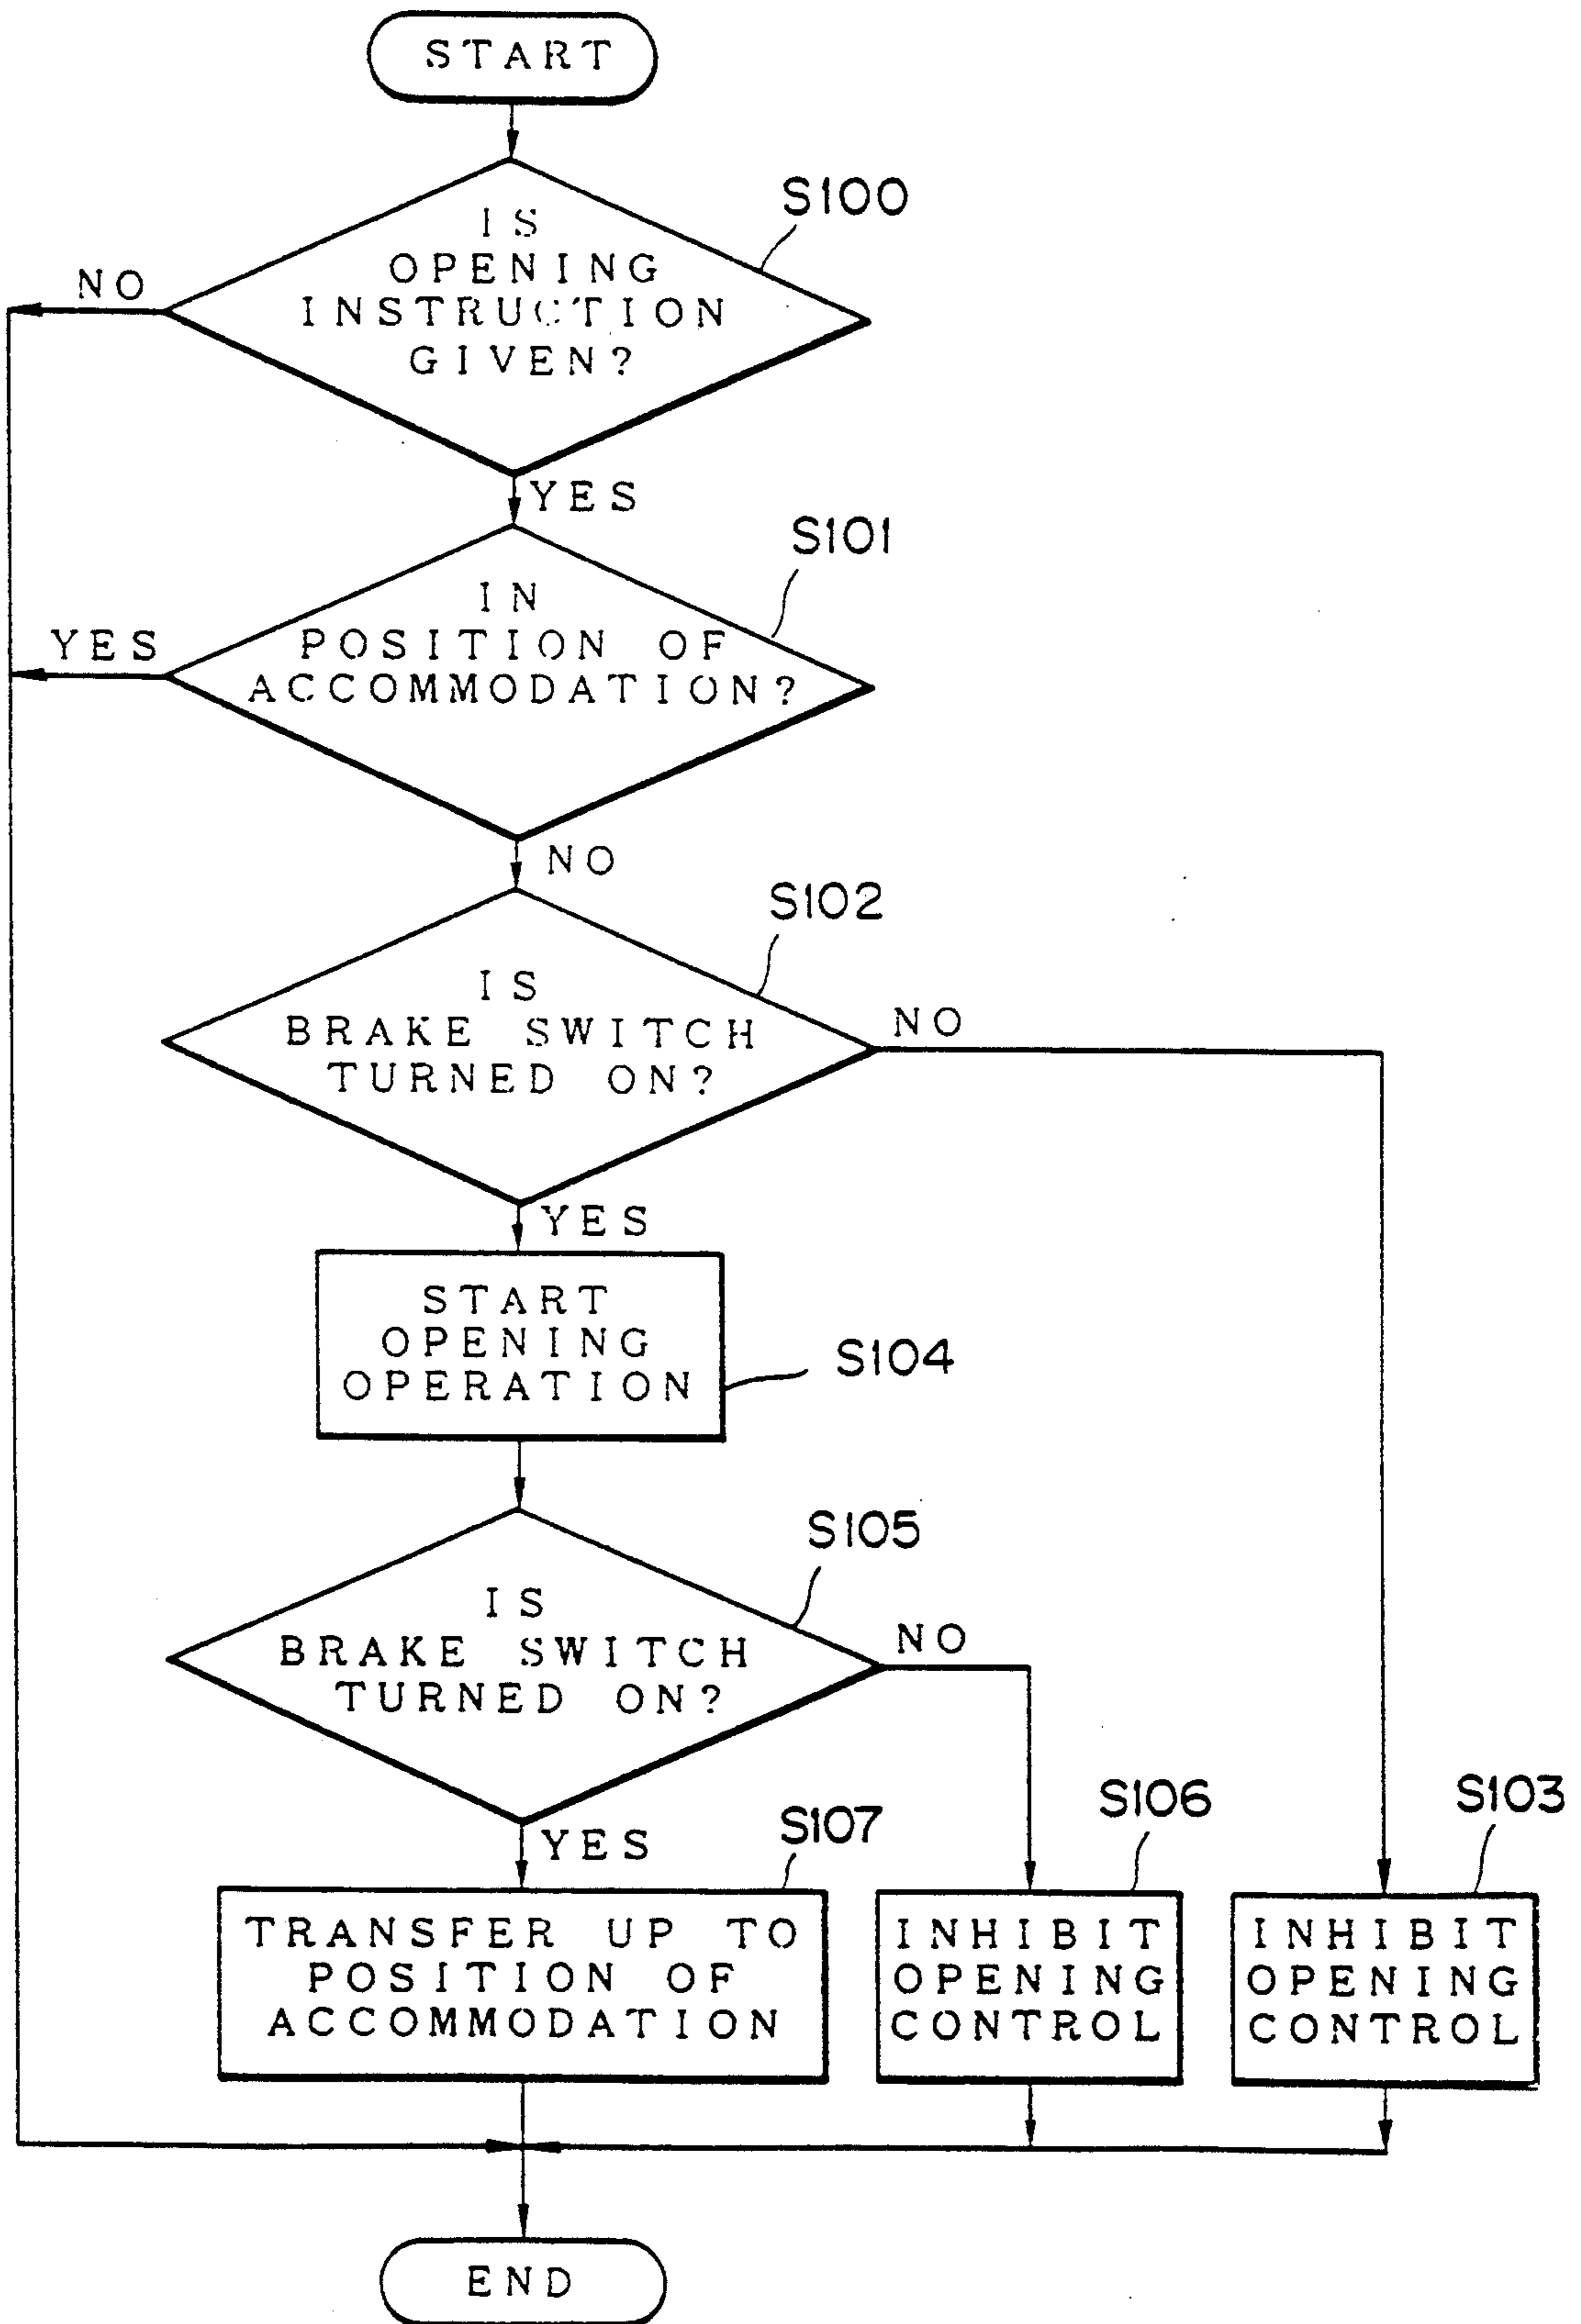 START
S100
IS
OPENING
INSTRUCTION
GIVEN?
NO
YES
S101
IN
POSITION OF
ACCOMMODATION?
YES
NO
S102
IS
BRAKE SWITCH
TURNED ON?
NO
YES
START
OPENING
OPERATION
S104
S105
IS
BRAKE SWITCH
TURNED ON?
NO
YES
S107
TRANSFER UP TO
POSITION OF
ACCOMMODATION
S106
INHIBIT
OPENING
CONTROL
S103
INHIBIT
OPENING
CONTROL
END